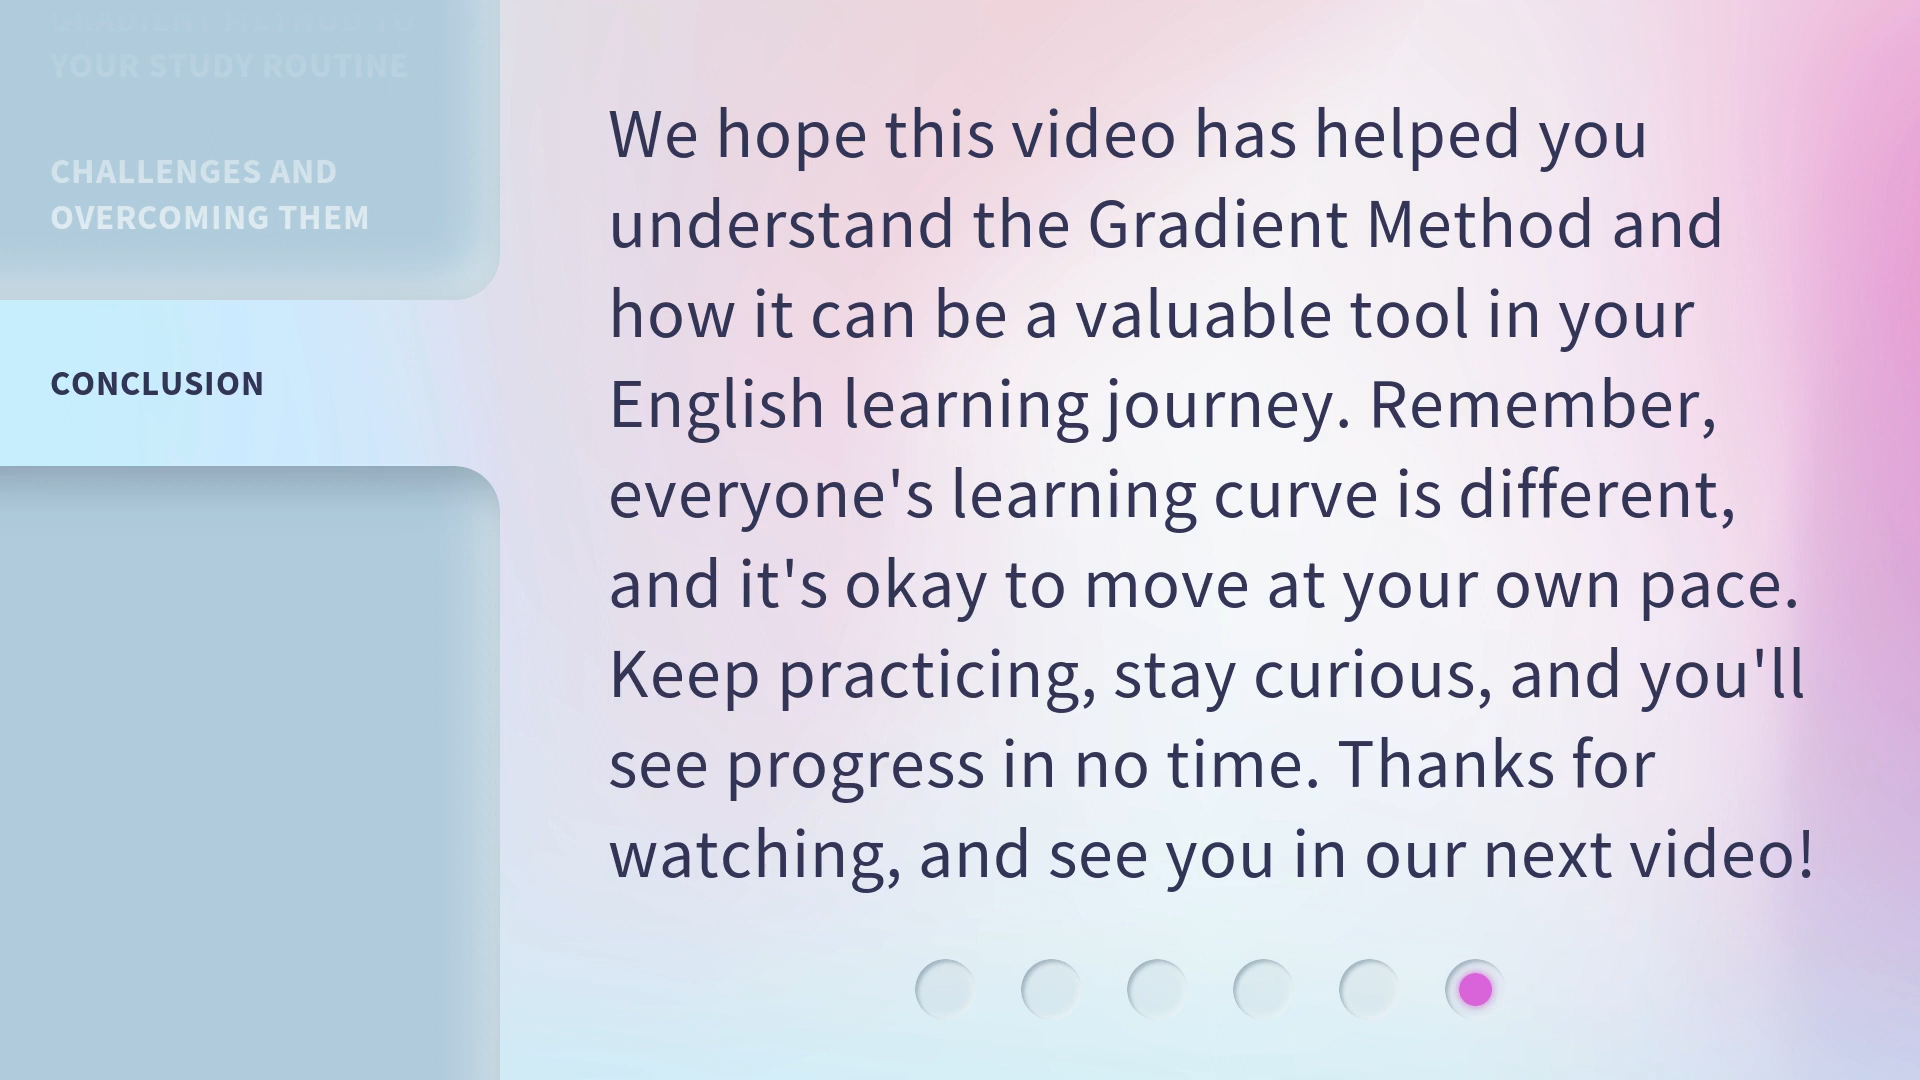 GRADIENT METHOD TO
YOUR STUDY ROUTINE
CHALLENGES AND
OVERCOMING THEM
CONCLUSION
We hope this video has helped you
understand the Gradient Method and
how it can be a valuable tool in your
English learning journey. Remember,
everyone's learning curve is different,
and it's okay to move at your own pace.
Keep practicing, stay curious, and you'll
see progress in no time. Thanks for
watching, and see you in our next video!